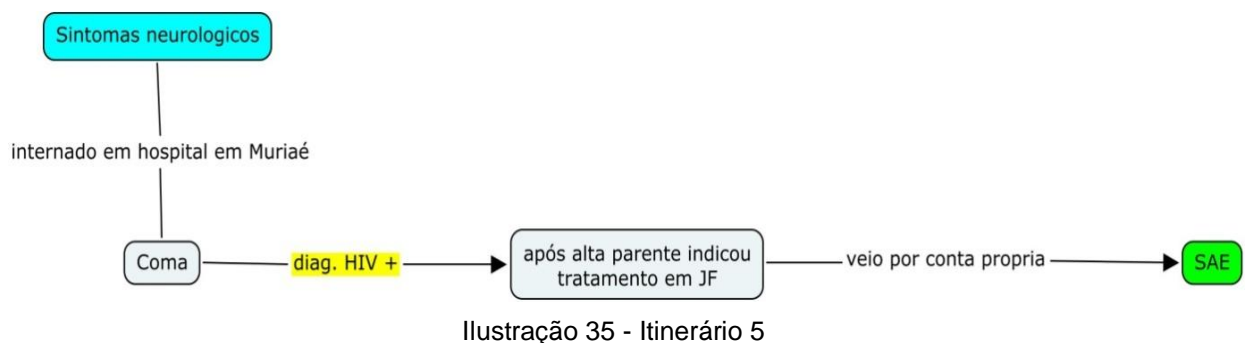 Sintomas neurologicos
internado em hospital em Muriaé
Coma
diag. HIV +
após alta parente indicou
tratamento em JF
veio por conta propria
SAE
Ilustração 35 - Itinerário 5